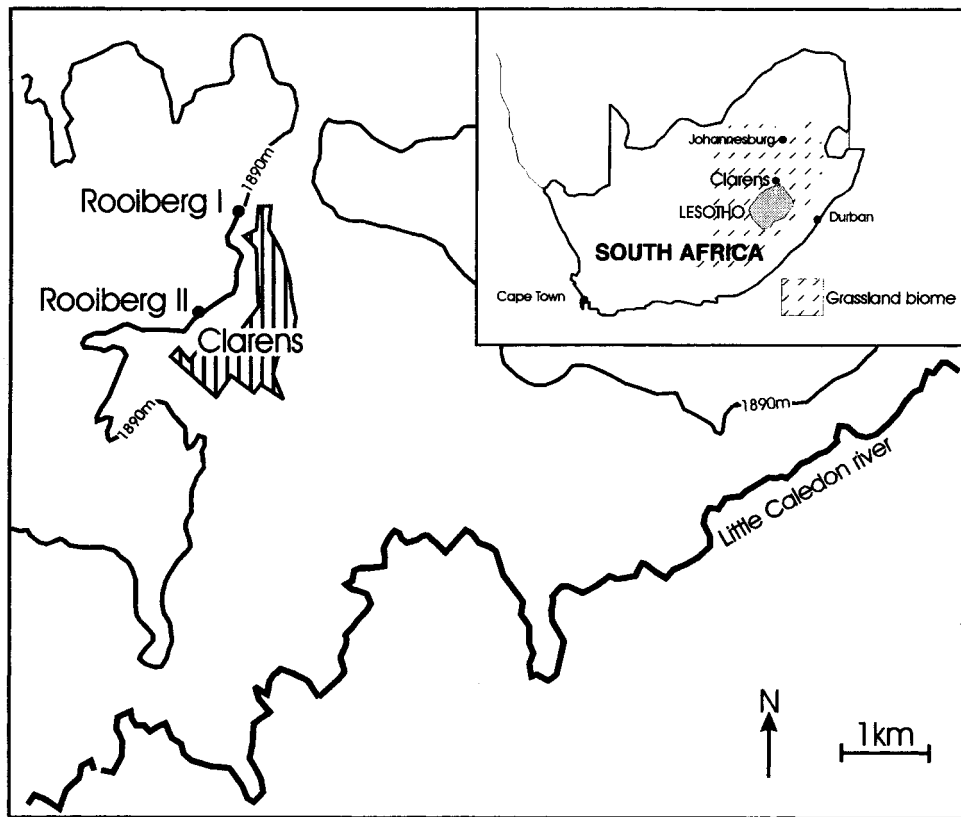 1890m
Rooiberg I
Rooiberg II
Clarens
1890m
Johannesburg
Clarens
LESOTHO
Durban
SOUTH AFRICA
Cape Town
Grassland biome
1890m
Little Caledon river
N
1km